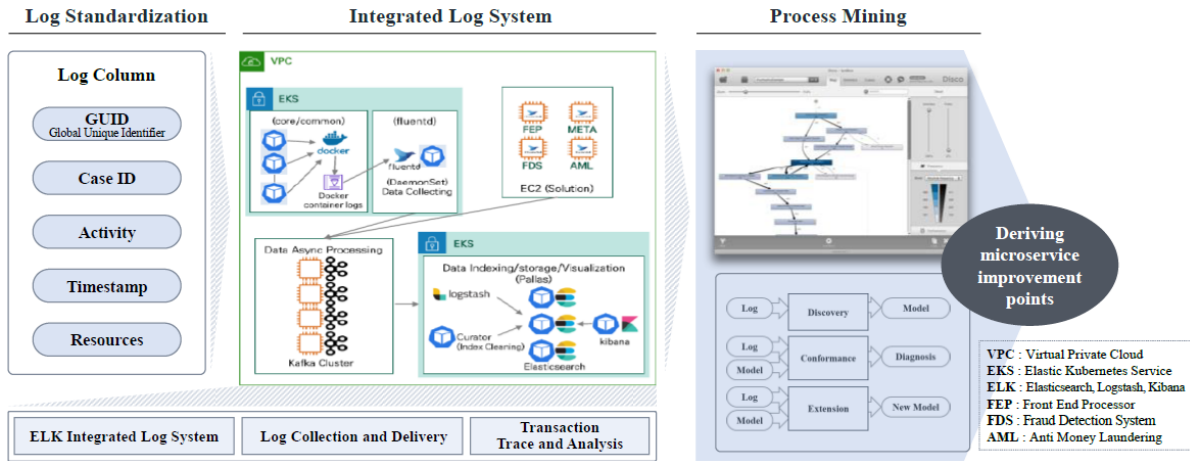 Log Standardization
Integrated Log System
Process Mining
Log Column
GUID
Global Unique Identifier
Case ID
Activity
Timestamp
Resources
VPC
EKS
(core/common)
docker
Docker
container logs
(fluentd)
fluentd
(DaemonSet)
Data Collecting
FEP
META
FDS
AML
EC2 (Solution)
Data Async Processing
Kafka Cluster
EKS
Data Indexing/storage/Visualization
(Pallas)
logstash
Curator
(Index Cleaning)
kibana
Elasticsearch
Disco
Deriving
microservice
improvement
points
Log
Discovery
Model
Log
Model
Conformance
Diagnosis
Log
Model
Extension
New Model
VPC : Virtual Private Cloud
EKS : Elastic Kubernetes Service
ELK : Elasticsearch, Logstash, Kibana
FEP : Front End Processor
FDS : Fraud Detection System
AML : Anti Money Laundering
ELK Integrated Log System
Log Collection and Delivery
Transaction
Trace and Analysis